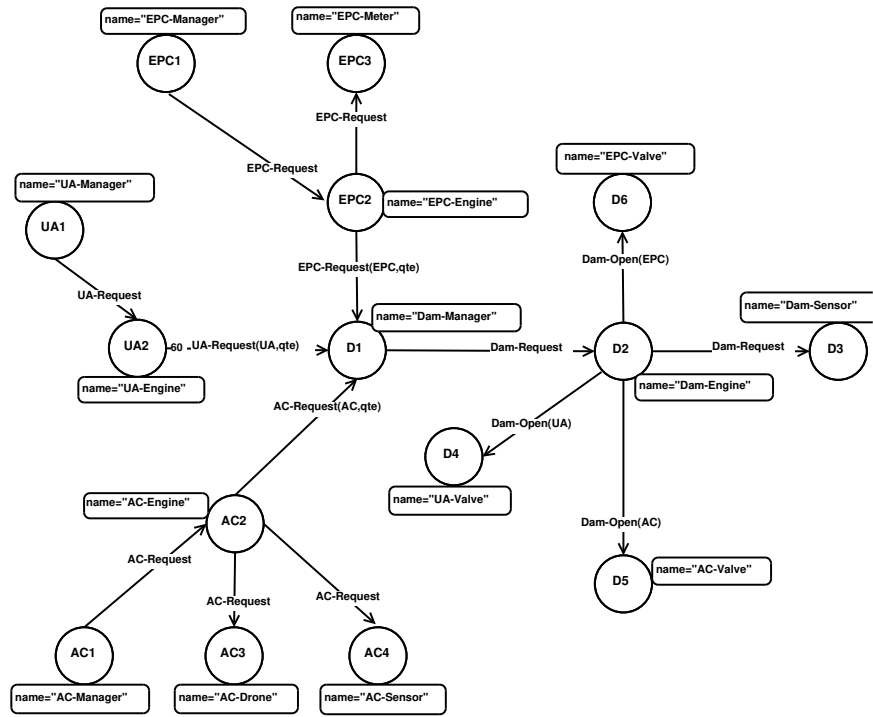 name="EPC-Manager"
name="EPC-Meter"
EPC1
EPC3
EPC-Request
name="EPC-Valve"
EPC-Request
name="UA-Manager"
EPC2
name="EPC-Engine"
D6
UA1
Dam-Open(EPC)
EPC-Request(EPC,qte)
UA-Request
name="Dam-Sensor"
name="Dam-Manager"
UA2
60
UA-Request(UA,qte)
D1
Dam-Request
D2
Dam-Request
D3
name="UA-Engine"
name="Dam-Engine"
AC-Request(AC,qte)
Dam-Open(UA)
D4
name="UA-Valve"
name="AC-Engine"
AC2
Dam-Open(AC)
AC-Request
name="AC-Valve"
D5
AC-Request
AC-Request
AC1
AC3
AC4
name="AC-Manager"
name="AC-Drone"
name="AC-Sensor"